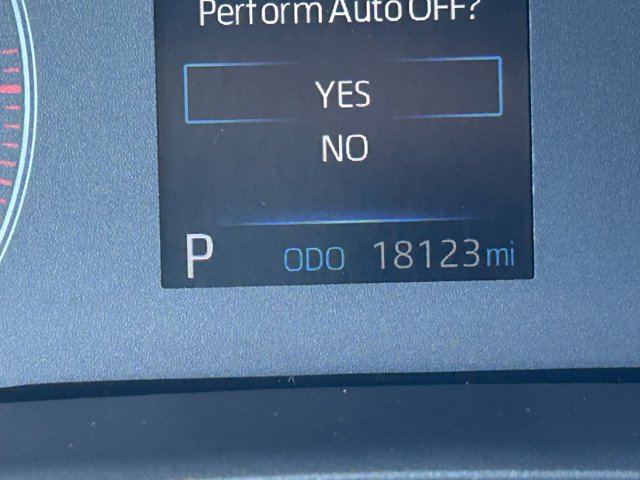 Perform Auto OFF?
YES
NO
P ODO 18123 mi